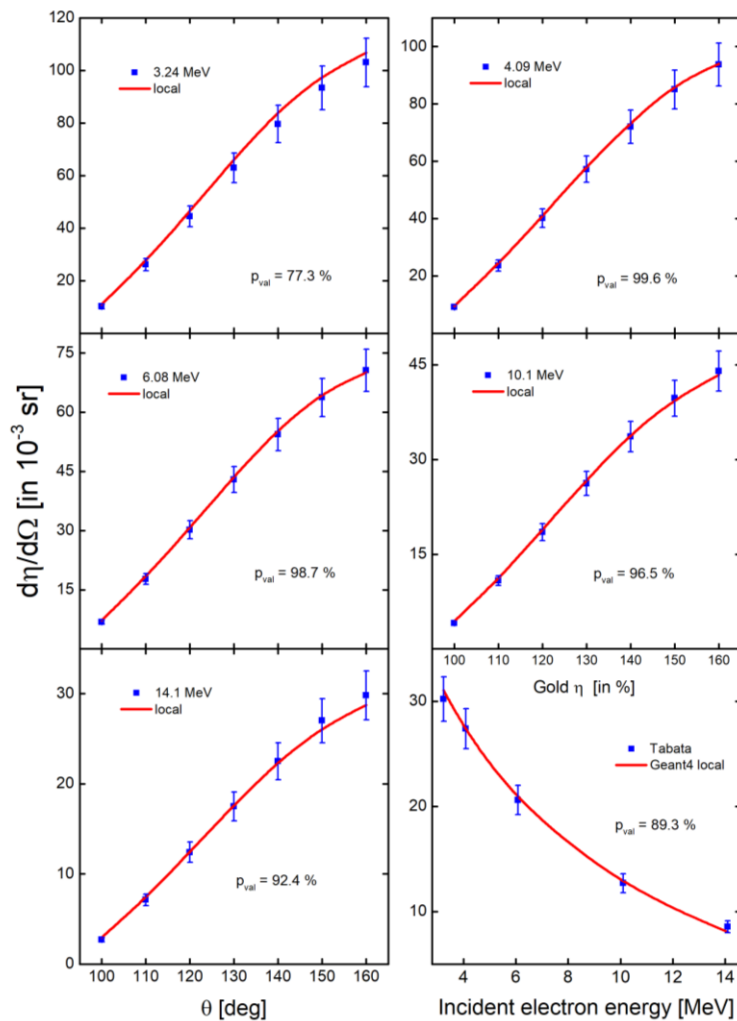 120
100
80
60
40
20
3.24 MeV
local
p_val = 77.3 %
100
80
60
40
20
4.09 MeV
local
p_val = 99.6 %
dη/dΩ [in 10^-3 sr]
75
60
45
30
15
6.08 MeV
local
p_val = 98.7 %
45
30
15
10.1 MeV
local
p_val = 96.5 %
100 110 120 130 140 150 160
Gold η [in %]
30
20
10
0
14.1 MeV
local
p_val = 92.4 %
100 110 120 130 140 150 160
θ [deg]
30
20
10
Tabata
Geant4 local
p_val = 89.3 %
4 6 8 10 12 14
Incident electron energy [MeV]